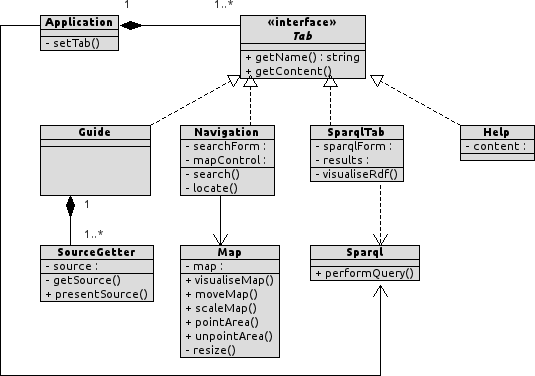 1
1..*
Application
- setTab()
«interface»
Tab
+ getName() : string
+ getContent()
Guide
Navigation
- searchForm :
- mapControl :
- search()
- locate()
SparqlTab
- sparqlForm :
- results :
- visualiseRdf()
Help
- content :
1
1..*
SourceGetter
- source :
- getSource()
+ presentSource()
Map
- map :
+ visualiseMap()
+ moveMap()
+ scaleMap()
+ pointArea()
+ unpointArea()
- resize()
Sparql
+ performQuery()